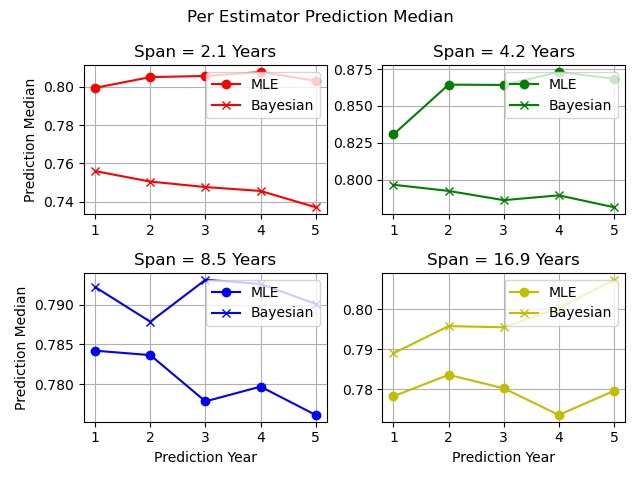 Per Estimator Prediction Median
Span = 2.1 Years
Span = 4.2 Years
Prediction Median
0.80
0.78
0.76
0.74
MLE
Bayesian
1 2 3 4 5
0.875
0.850
0.825
0.800
MLE
Bayesian
1 2 3 4 5
Span = 8.5 Years
Span = 16.9 Years
Prediction Median
0.790
0.785
0.780
MLE
Bayesian
1 2 3 4 5
Prediction Year
0.80
0.79
0.78
MLE
Bayesian
1 2 3 4 5
Prediction Year